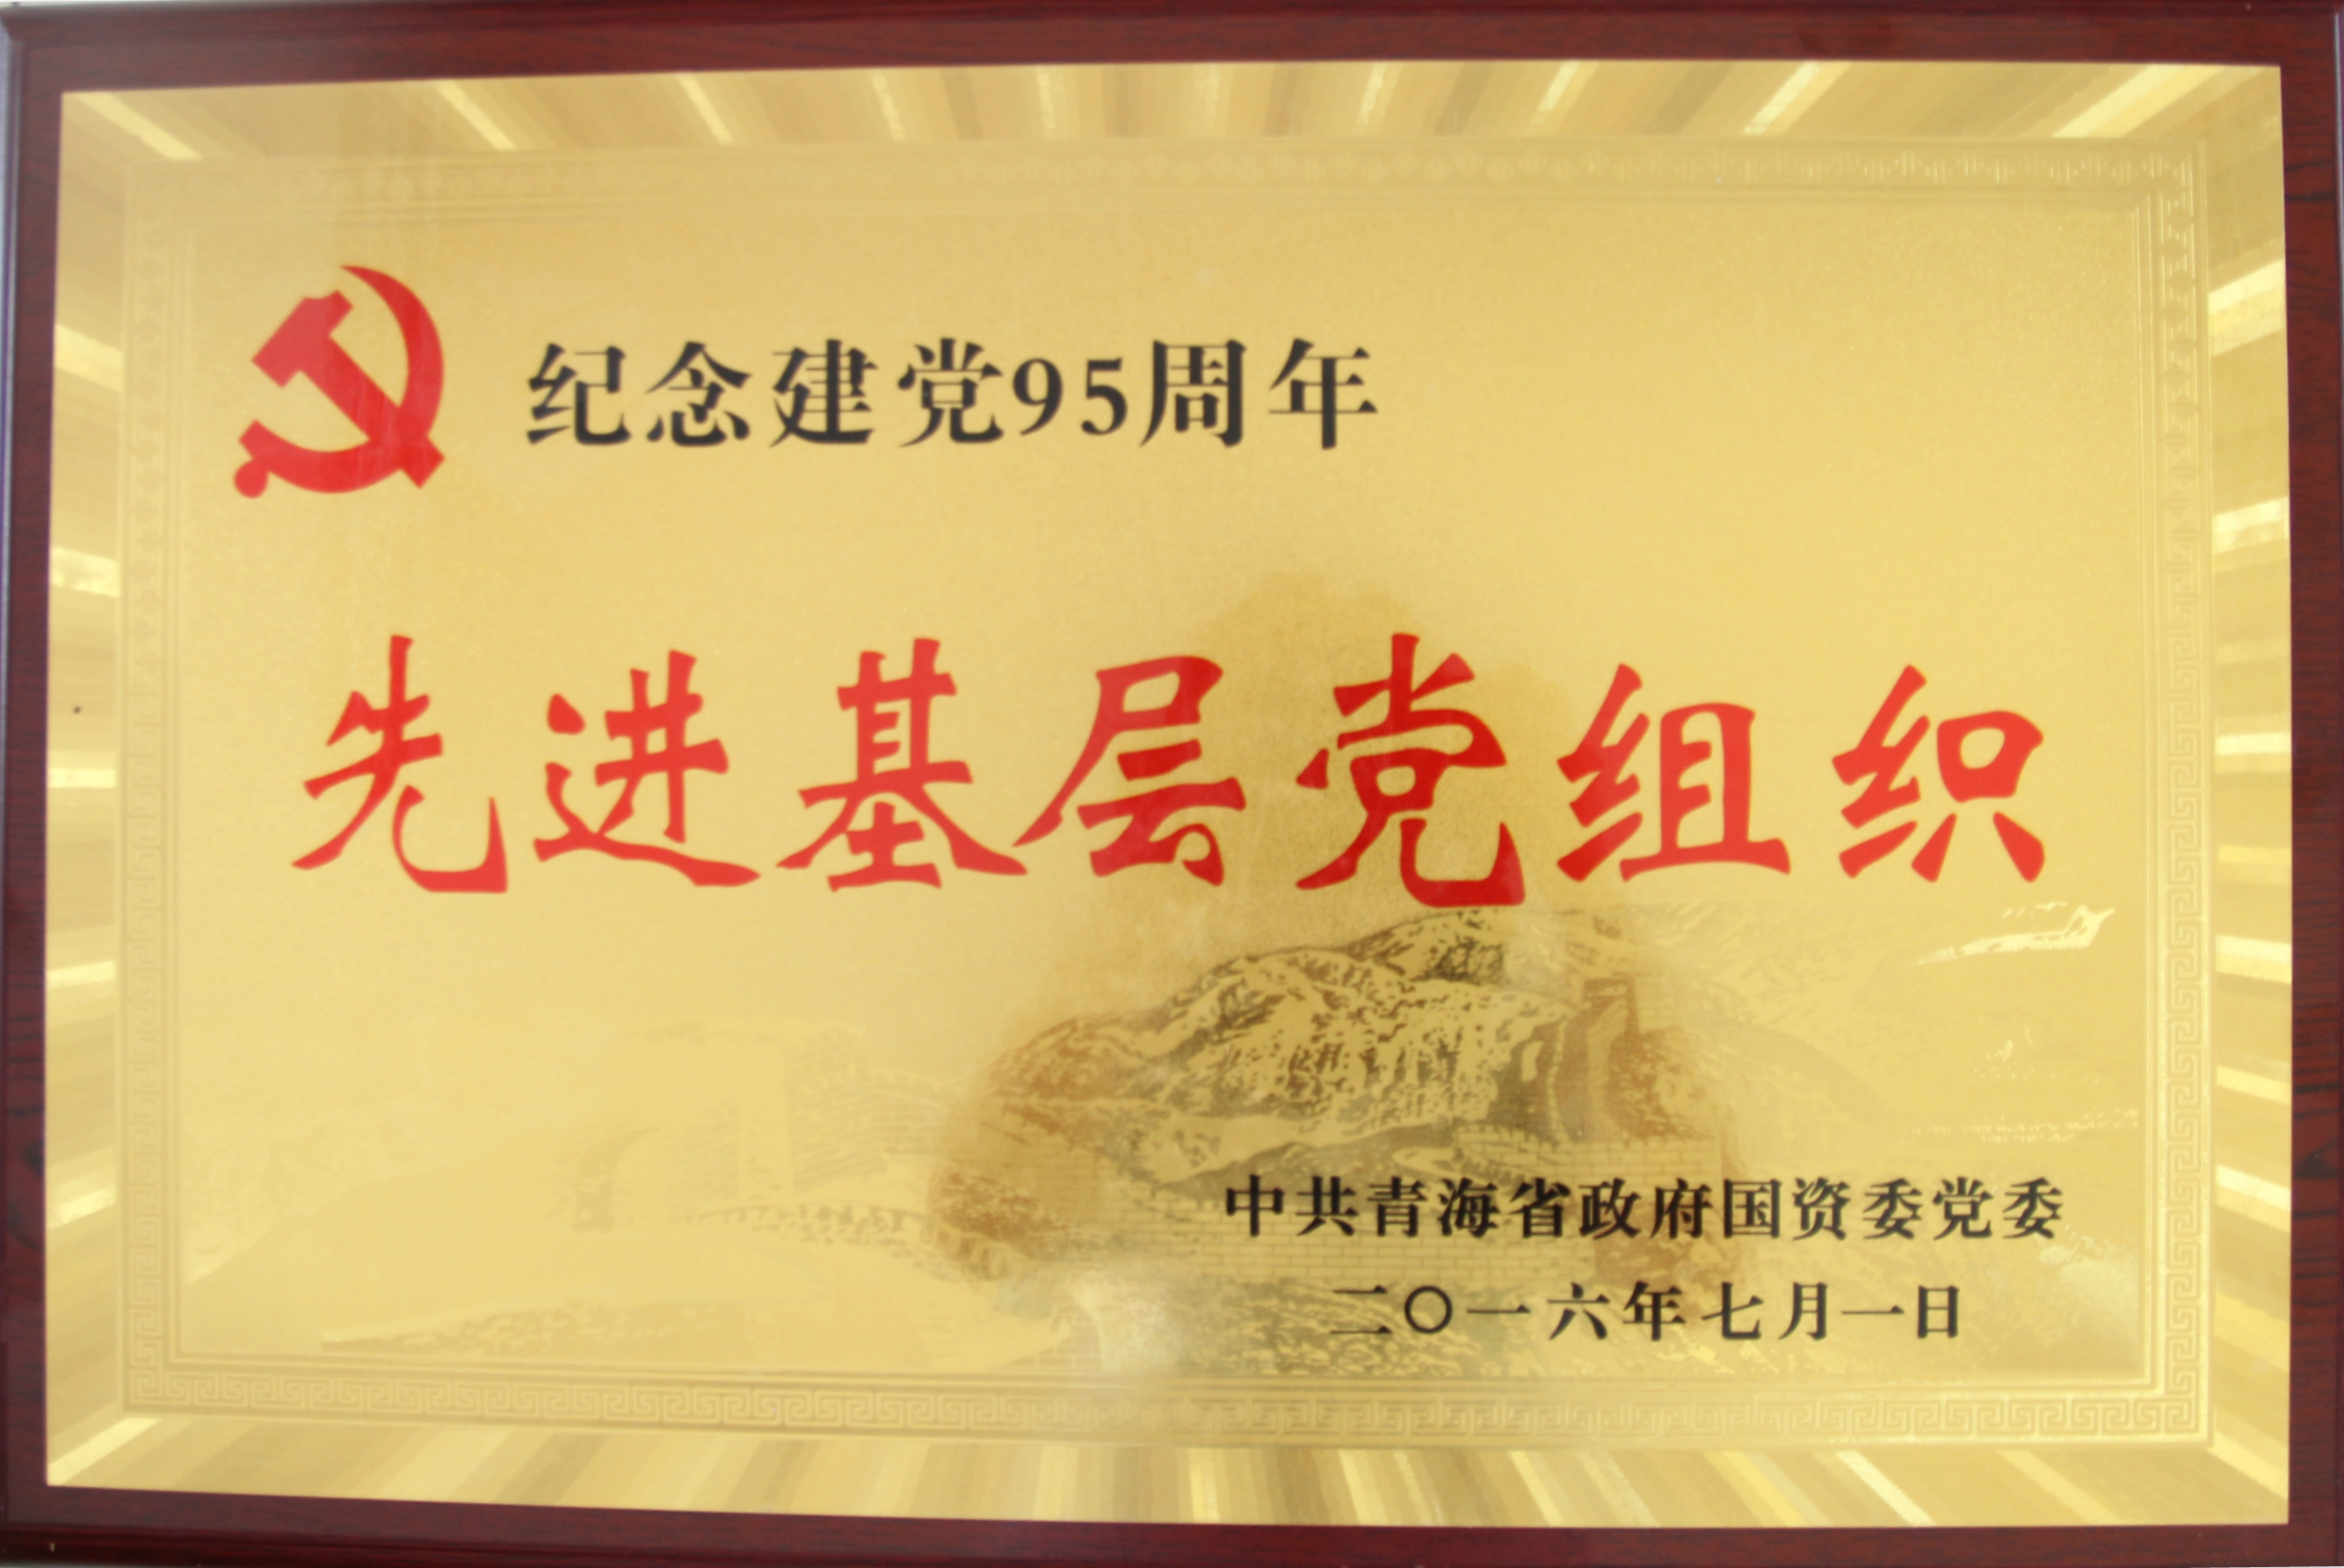 纪念建党95周年
先进基层党组织
中共青海省政府国资委党委
二〇一六年七月一日